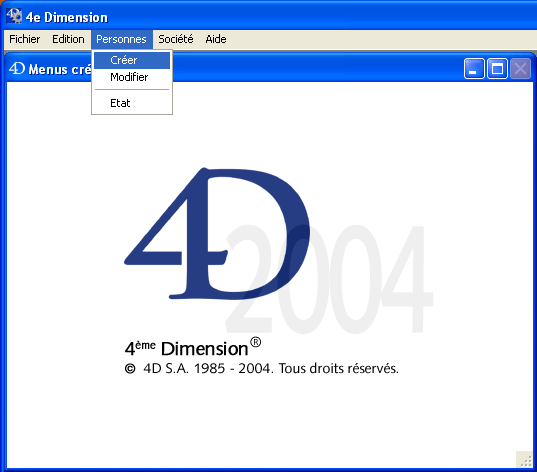 4e Dimension
Fichier Edition Personnes Société Aide
Créer
Menus cré
Modifier
Etat
4D
2004
4ème Dimension®
© 4D S.A. 1985 - 2004. Tous droits réservés.